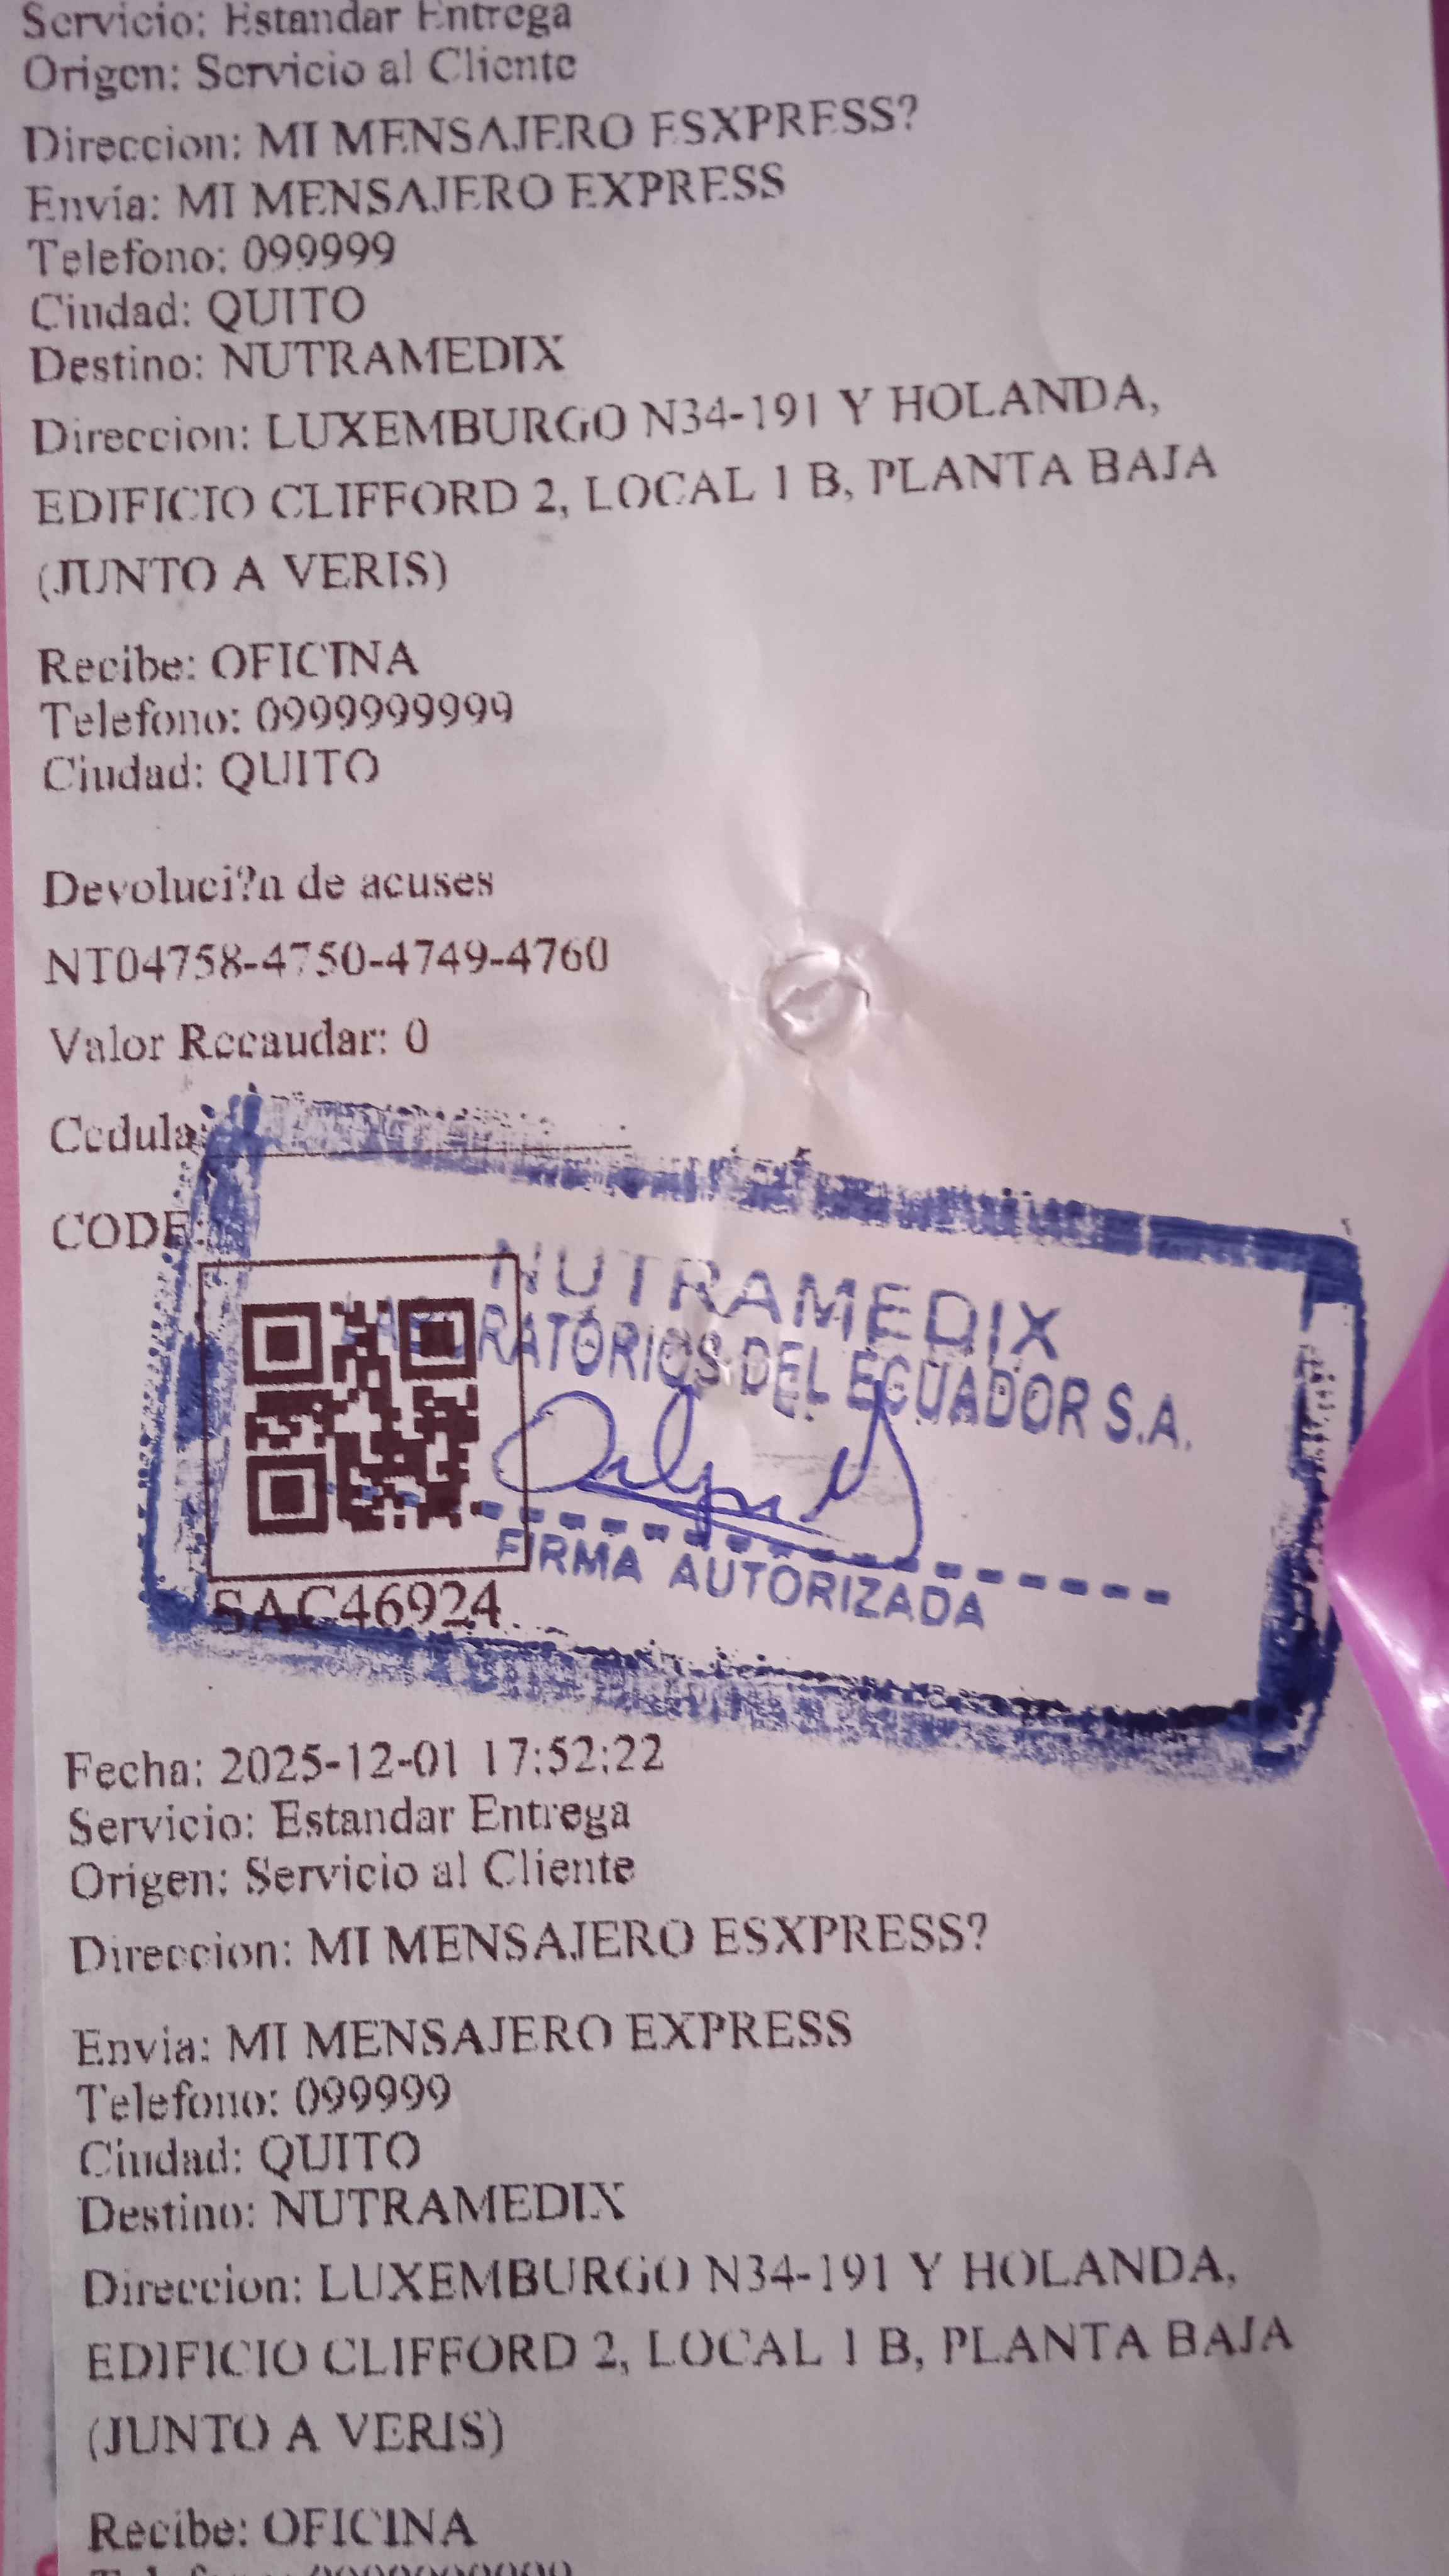 Servicio: Estandar Entrega
Origen: Servicio al Cliente
Direccion: MI MENSAJERO ESXPRESS?
Envia: MI MENSAJERO EXPRESS
Telefono: 099999
Ciudad: QUITO
Destino: NUTRAMEDIX
Direccion: LUXEMBURGO N34-191 Y HOLANDA,
EDIFICIO CLIFFORD 2, LOCAL 1 B, PLANTA BAJA
(JUNTO A VERIS)
Recibe: OFICINA
Telefono: 0999999999
Ciudad: QUITO
Devoluci?n de acuses
NT04758-4750-4749-4760
Valor Recaudar: 0
Cedula:
CODE:
NUTRAMEDIX
LABORATORIOS DEL ECUADOR S.A.
FIRMA AUTORIZADA
SAC46924
Fecha: 2025-12-01 17:52:22
Servicio: Estandar Entrega
Origen: Servicio al Cliente
Direccion: MI MENSAJERO ESXPRESS?
Envia: MI MENSAJERO EXPRESS
Telefono: 099999
Ciudad: QUITO
Destino: NUTRAMEDIX
Direccion: LUXEMBURGO N34-191 Y HOLANDA,
EDIFICIO CLIFFORD 2, LOCAL 1 B, PLANTA BAJA
(JUNTO A VERIS)
Recibe: OFICINA